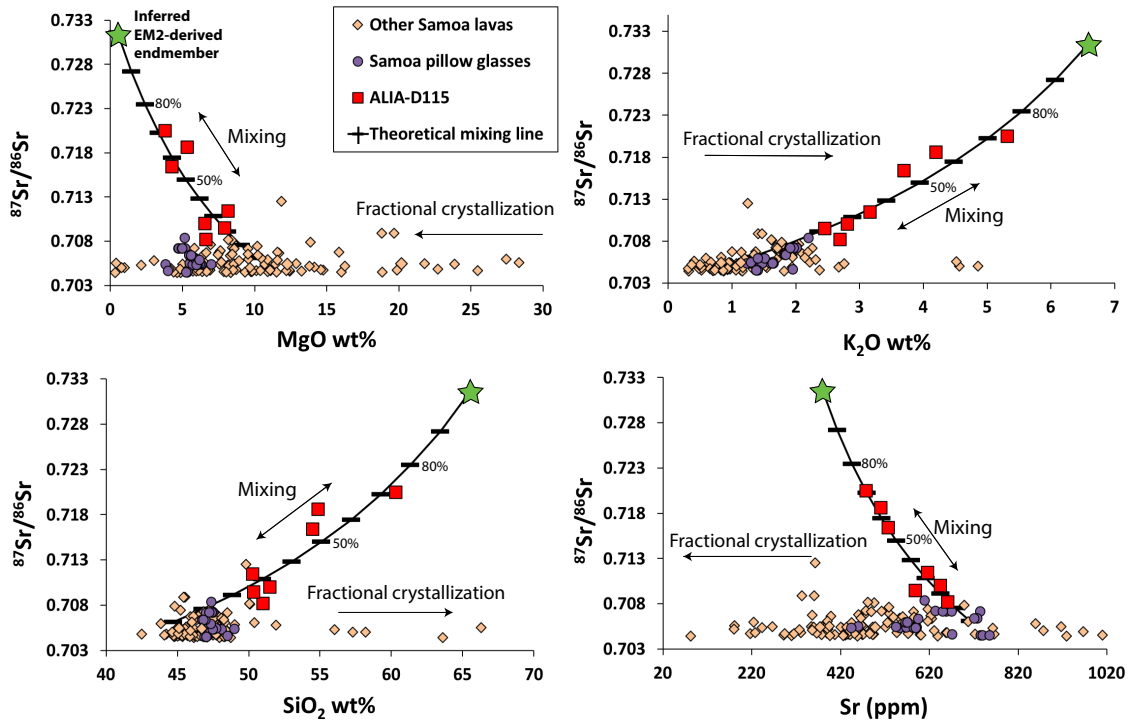 0.733
0.728
0.723
0.718
0.713
0.708
0.703
⁸⁷Sr/⁸⁶Sr
Inferred
EM2-derived
endmember
80%
50%
Mixing
Fractional crystallization
0 5 10 15 20 25 30
MgO wt%
Other Samoa lavas
Samoa pillow glasses
ALIA-D115
Theoretical mixing line
0.733
0.728
0.723
0.718
0.713
0.708
0.703
⁸⁷Sr/⁸⁶Sr
Fractional crystallization
80%
50%
Mixing
0 1 2 3 4 5 6 7
K₂O wt%
0.733
0.728
0.723
0.718
0.713
0.708
0.703
⁸⁷Sr/⁸⁶Sr
80%
Mixing
50%
Fractional crystallization
40 45 50 55 60 65 70
SiO₂ wt%
0.733
0.728
0.723
0.718
0.713
0.708
0.703
⁸⁷Sr/⁸⁶Sr
80%
Mixing
50%
Fractional crystallization
20 220 420 620 820 1020
Sr (ppm)